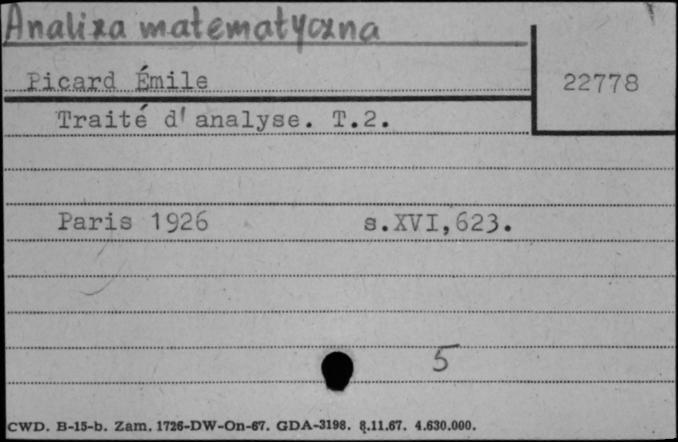 Analiza matematyczna
Picard Émile
22778
Traité d'analyse. T.2.
Paris 1926 s.XVI,623.
5
CWD. B-15-b. Zam. 1726-DW-On-67. GDA-3198. 8.11.67. 4.630.000.